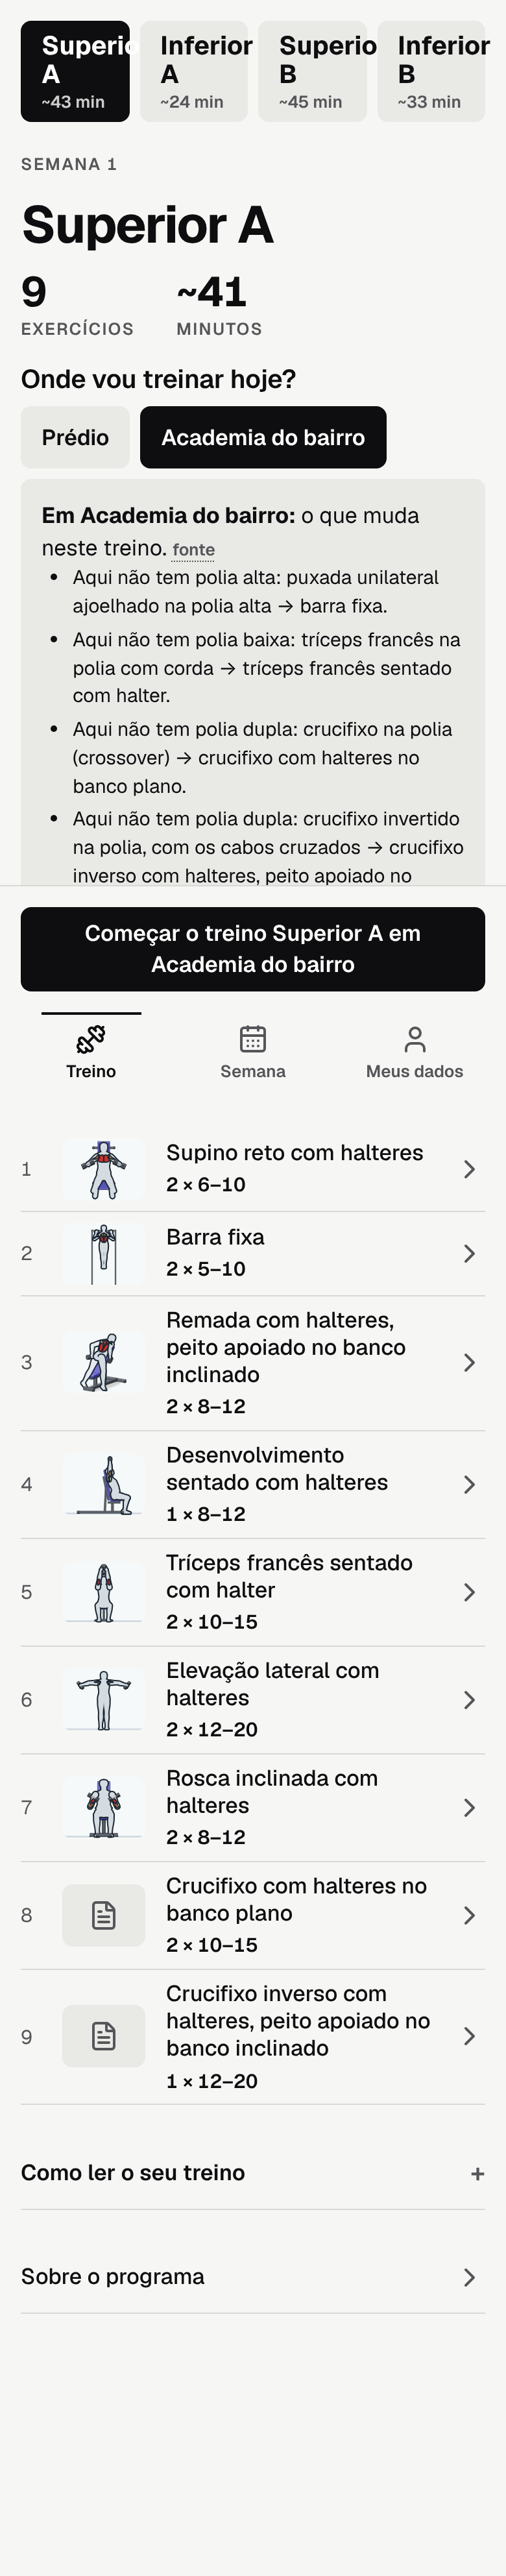 Superior
A
~43 min
Inferior
A
~24 min
Superio
B
~45 min
Inferior
B
~33 min
SEMANA 1
Superior A
9
EXERCÍCIOS
~41
MINUTOS
Onde vou treinar hoje?
Prédio
Academia do bairro
Em Academia do bairro: o que muda
neste treino. fonte
• Aqui não tem polia alta: puxada unilateral
ajoelhado na polia alta → barra fixa.
• Aqui não tem polia baixa: tríceps francês na
polia com corda → tríceps francês sentado
com halter.
• Aqui não tem polia dupla: crucifixo na polia
(crossover) → crucifixo com halteres no
banco plano.
• Aqui não tem polia dupla: crucifixo invertido
na polia, com os cabos cruzados → crucifixo
inverso com halteres, peito apoiado no
Começar o treino Superior A em
Academia do bairro
Treino
Semana
Meus dados
1
Supino reto com halteres
2 × 6–10
2
Barra fixa
2 × 5–10
3
Remada com halteres,
peito apoiado no banco
inclinado
2 × 8–12
4
Desenvolvimento
sentado com halteres
1 × 8–12
5
Tríceps francês sentado
com halter
2 × 10–15
6
Elevação lateral com
halteres
2 × 12–20
7
Rosca inclinada com
halteres
2 × 8–12
8
Crucifixo com halteres no
banco plano
2 × 10–15
9
Crucifixo inverso com
halteres, peito apoiado no
banco inclinado
1 × 12–20
Como ler o seu treino
+
Sobre o programa